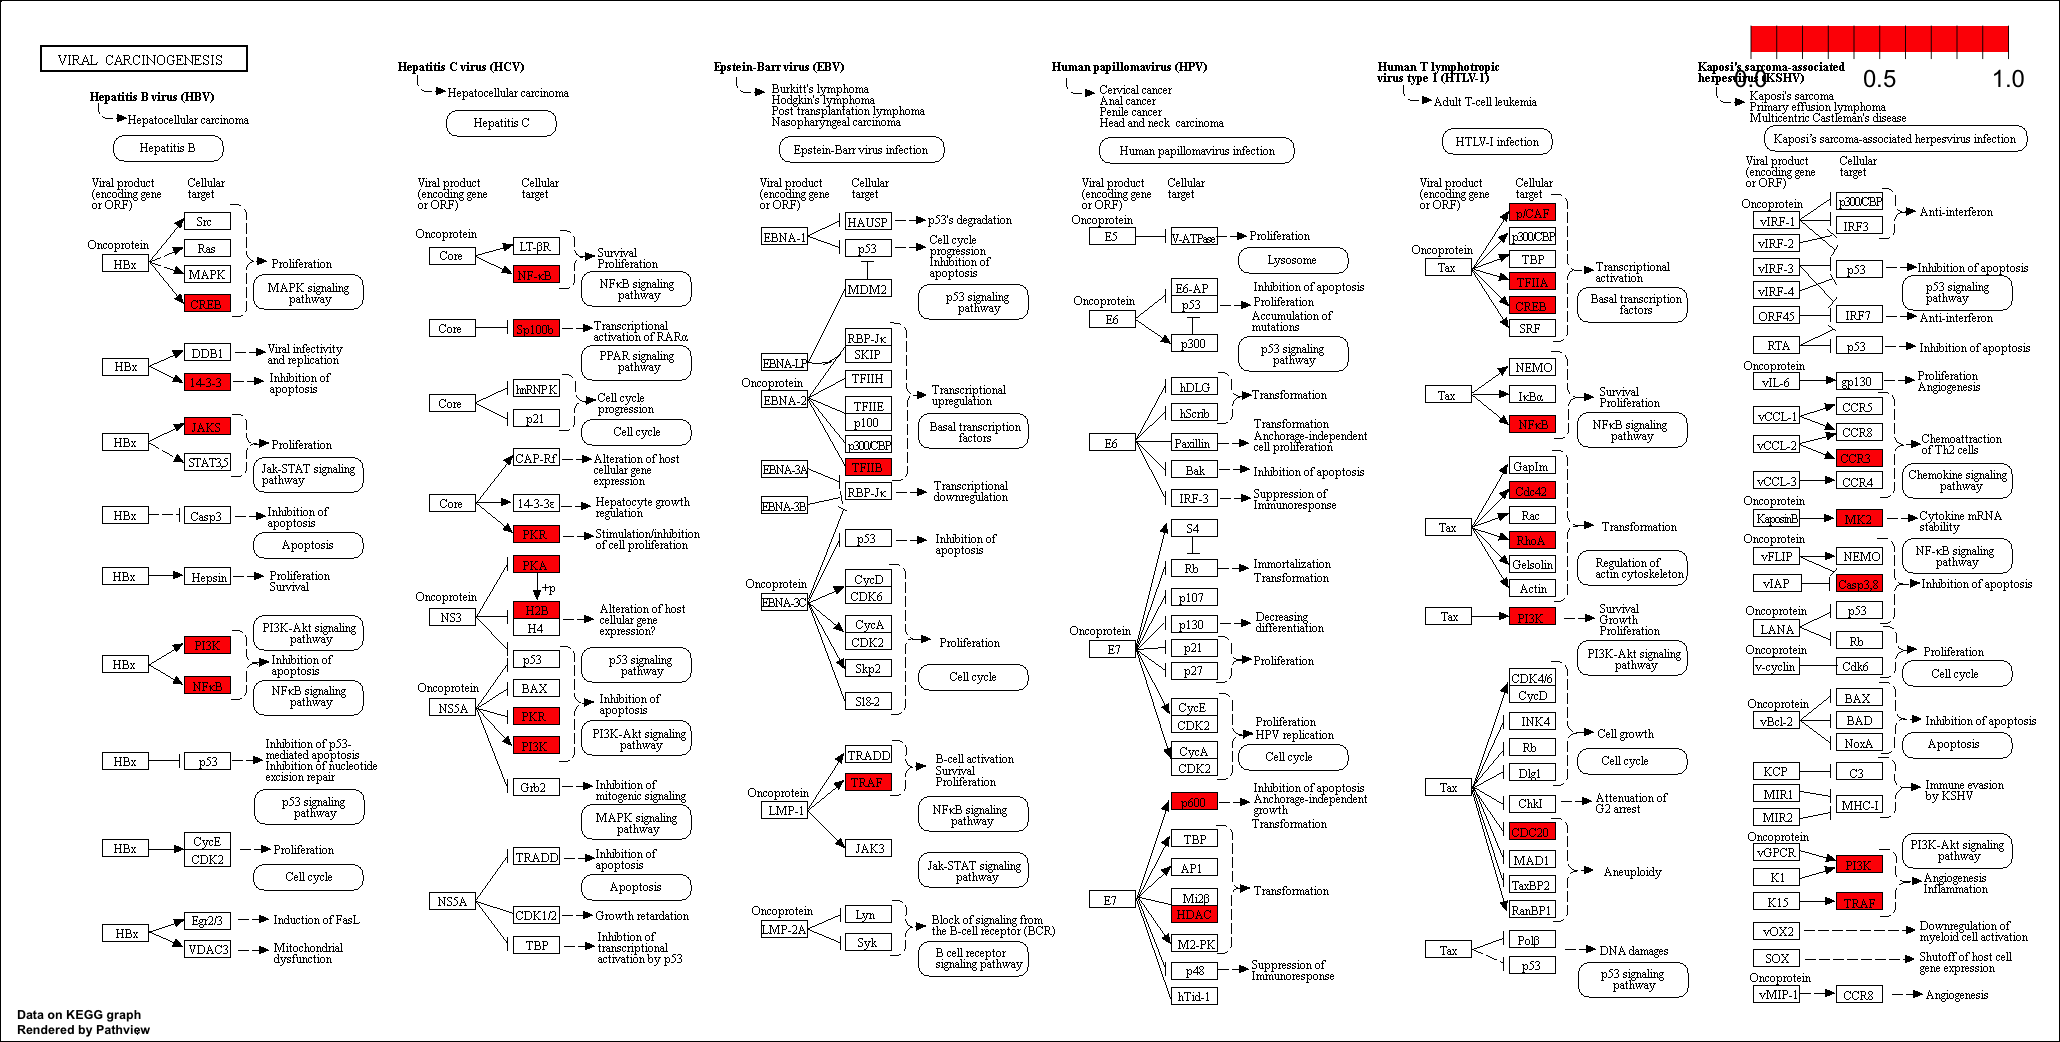 VIRAL CARCINOGENESIS
0.0
0.5
1.0
Hepatitis B virus (HBV)
Hepatocellular carcinoma
Hepatitis B
Viral product
(encoding gene
or ORF)
Cellular
target
Oncoprotein
HBx
Src
Ras
MAPK
CREB
Proliferation
MAPK signaling
pathway
HBx
DDB1
14-3-3
Viral infectivity
and replication
Inhibition of
apoptosis
HBx
JAKS
STAT3,5
Proliferation
Jak-STAT signaling
pathway
HBx
Casp3
Inhibition of
apoptosis
Apoptosis
HBx
Hepsin
Proliferation
Survival
PI3K-Akt signaling
pathway
HBx
PI3K
NFκB
Inhibition of
apoptosis
NFκB signaling
pathway
HBx
p53
Inhibition of p53-
mediated apoptosis
Inhibition of nucleotide
excision repair
p53 signaling
pathway
HBx
CycE
CDK2
Proliferation
Cell cycle
HBx
Egr2/3
VDAC3
Induction of FasL
Mitochondrial
dysfunction
Hepatitis C virus (HCV)
Hepatocellular carcinoma
Hepatitis C
Viral product
(encoding gene
or ORF)
Cellular
target
Oncoprotein
Core
LT-βR
NF-κB
Survival
Proliferation
NFκB signaling
pathway
Core
Sp100b
Transcriptional
activation of RARα
PPAR signaling
pathway
Core
hnRNPK
p21
Cell cycle
progression
Cell cycle
Core
CAP-Rf
14-3-3ε
PKR
Alteration of host
cellular gene
expression
Hepatocyte growth
regulation
Stimulation/inhibition
of cell proliferation
Oncoprotein
NS3
PKA
+p
H2B
H4
Alteration of host
cellular gene
expression?
p53
p53 signaling
pathway
Oncoprotein
NS5A
BAX
PKR
PI3K
Inhibition of
apoptosis
PI3K-Akt signaling
pathway
Grb2
Inhibition of
mitogenic signaling
MAPK signaling
pathway
NS5A
TRADD
CDK1/2
TBP
Inhibition of
apoptosis
Apoptosis
Growth retardation
Inhibtion of
transcriptional
activation by p53
Epstein-Barr virus (EBV)
Burkitt's lymphoma
Hodgkin's lymphoma
Post transplantation lymphoma
Nasopharyngeal carcinoma
Epstein-Barr virus infection
Viral product
(encoding gene
or ORF)
Cellular
target
EBNA-1
HAUSP
p53
MDM2
p53's degradation
Cell cycle
progression
Inhibition of
apoptosis
p53 signaling
pathway
EBNA-LP
Oncoprotein
EBNA-2
RBP-Jκ
SKIP
TFIIH
TFIIE
p100
p300/CBP
TFIIB
Transcriptional
upregulation
Basal transcription
factors
EBNA-3A
EBNA-3B
RBP-Jκ
Transcriptional
downregulation
p53
Inhibition of
apoptosis
Oncoprotein
EBNA-3C
CycD
CDK6
CycA
CDK2
Skp2
S18-2
Proliferation
Cell cycle
Oncoprotein
LMP-1
TRADD
TRAF
JAK3
B-cell activation
Survival
Proliferation
NFκB signaling
pathway
Jak-STAT signaling
pathway
Oncoprotein
LMP-2A
Lyn
Syk
Block of signaling from
the B-cell receptor (BCR)
B cell receptor
signaling pathway
Human papillomavirus (HPV)
Cervical cancer
Anal cancer
Penile cancer
Head and neck carcinoma
Human papillomavirus infection
Viral product
(encoding gene
or ORF)
Cellular
target
Oncoprotein
E5
V-ATPase
Proliferation
Lysosome
Oncoprotein
E6
E6-AP
p53
p300
Inhibition of apoptosis
Proliferation
Accumulation of
mutations
p53 signaling
pathway
E6
hDLG
hScrib
Paxillin
Bak
IRF-3
Transformation
Transformation
Anchorage-independent
cell proliferation
Inhibition of apoptosis
Suppression of
Immunoresponse
Oncoprotein
E7
S4
Rb
p107
p130
p21
p27
CycE
CDK2
CycA
CDK2
Immortalization
Transformation
Decreasing
differentiation
Proliferation
Proliferation
HPV replication
Cell cycle
E7
p600
TBP
AP1
Mi2β
HDAC
M2-PK
p48
hTid-1
Inhibition of apoptosis
Anchorage-independent
growth
Transformation
Transformation
Suppression of
Immunoresponse
Human T lymphotropic
virus type 1 (HTLV-1)
Adult T-cell leukemia
HTLV-I infection
Viral product
(encoding gene
or ORF)
Cellular
target
Oncoprotein
Tax
p/CAF
p300/CBP
TBP
TFIIA
CREB
SRF
Transcriptional
activation
Basal transcription
factors
Tax
NEMO
IκBα
NFκB
Survival
Proliferation
NFκB signaling
pathway
Tax
GapIm
Cdc42
Rac
RhoA
Gelsolin
Actin
Transformation
Regulation of
actin cytoskeleton
Tax
PI3K
Survival
Growth
Proliferation
PI3K-Akt signaling
pathway
Tax
CDK4/6
CycD
INK4
Rb
Dlg1
ChkI
CDC20
MAD1
TaxBP2
RanBP1
Cell growth
Cell cycle
Attenuation of
G2 arrest
Aneuploidy
Tax
Polβ
p53
DNA damages
p53 signaling
pathway
Kaposi's sarcoma-associated
herpesvirus (KSHV)
Kaposi's sarcoma
Primary effusion lymphoma
Multicentric Castleman's disease
Kaposi's sarcoma-associated herpesvirus infection
Viral product
(encoding gene
or ORF)
Cellular
target
Oncoprotein
vIRF-1
vIRF-2
vIRF-3
vIRF-4
ORF45
RTA
p300/CBP
IRF3
p53
IRF7
p53
Anti-interferon
Inhibition of apoptosis
p53 signaling
pathway
Anti-interferon
Inhibition of apoptosis
Oncoprotein
vIL-6
gp130
Proliferation
Angiogenesis
vCCL-1
vCCL-2
vCCL-3
CCR5
CCR8
CCR3
CCR4
Chemoattraction
of Th2 cells
Chemokine signaling
pathway
Oncoprotein
KaposinB
MK2
Cytokine mRNA
stability
Oncoprotein
vFLIP
vIAP
NEMO
Casp3,8
NF-κB signaling
pathway
Inhibition of apoptosis
Oncoprotein
LANA
p53
Rb
Oncoprotein
v-cyclin
Cdk6
Proliferation
Cell cycle
Oncoprotein
vBcl-2
BAX
BAD
NoxA
Inhibition of apoptosis
Apoptosis
KCP
MIR1
MIR2
C3
MHC-I
Immune evasion
by KSHV
Oncoprotein
vGPCR
K1
K15
PI3K
TRAF
PI3K-Akt signaling
pathway
Angiogenesis
Inflammation
vOX2
Downregulation of
myeloid cell activation
SOX
Shutoff of host cell
gene expression
Oncoprotein
vMIP-1
CCR8
Angiogenesis
Data on KEGG graph
Rendered by Pathview